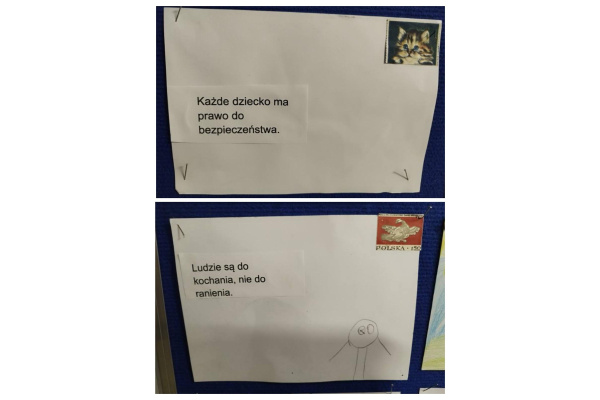 Każde dziecko ma
prawo do
bezpieczeństwa.
POLSKA
Ludzie są do
kochania, nie do
ranienia.